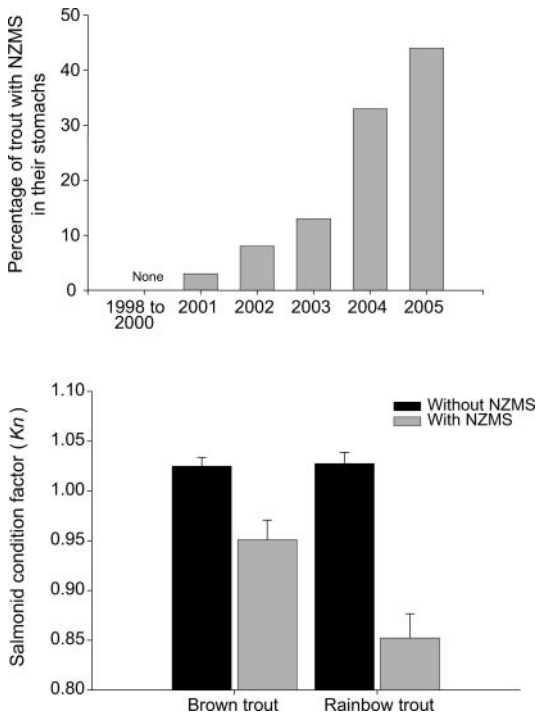 Percentage of trout with NZMS
in their stomachs
50
40
30
20
10
0
None
1998 to
2000
2001
2002
2003
2004
2005
Salmonid condition factor (Kn)
1.10
1.05
1.00
0.95
0.90
0.85
0.80
Without NZMS
With NZMS
Brown trout
Rainbow trout